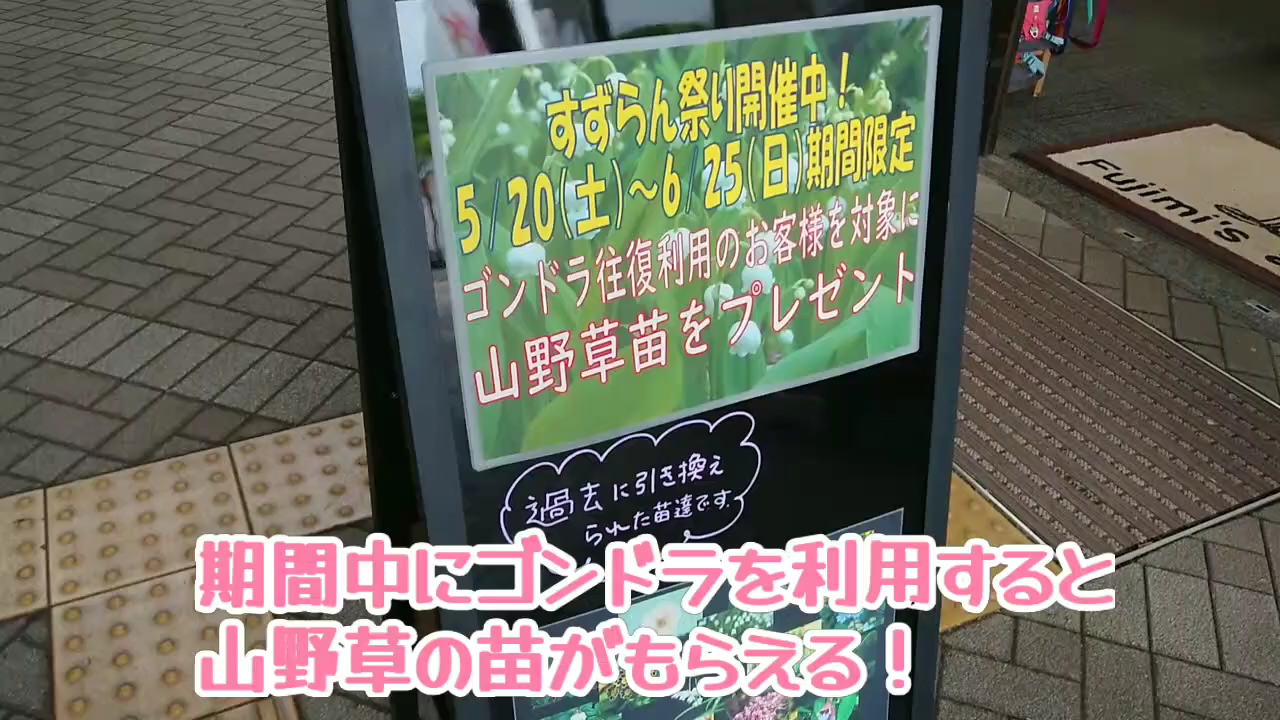 すずらん祭り開催中!
5/20(土)~6/25(日)期間限定
ゴンドラ往復利用のお客様を対象に
山野草苗をプレゼント
過去に引き換え
られた苗達です.
Fujimi's
期間中にゴンドラを利用すると
山野草の苗がもらえる!